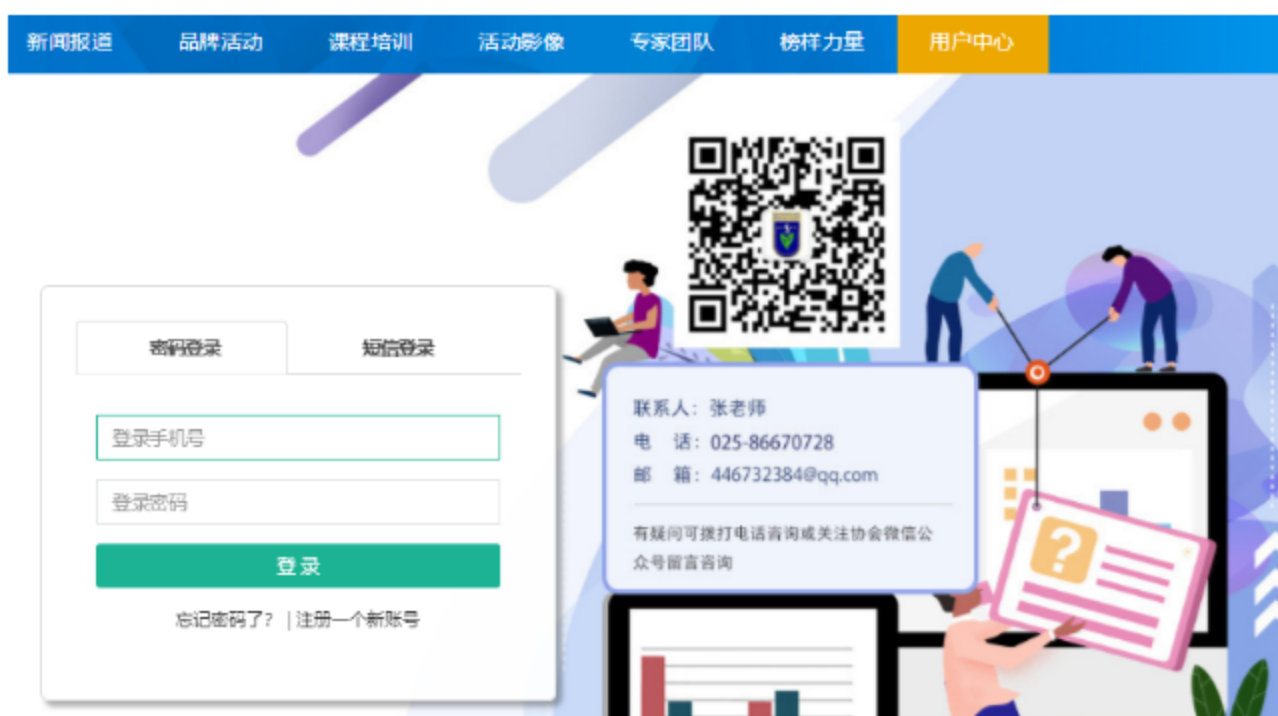 新闻报道 品牌活动 课程培训 活动影像 专家团队 榜样力量 用户中心
密码登录 短信登录
登录手机号
登录密码
登录
忘记密码了? | 注册一个新账号
联系人：张老师
电 话：025-86670728
邮 箱：446732384@qq.com
有疑问可拨打电话咨询或关注协会微信公
众号留言咨询
?